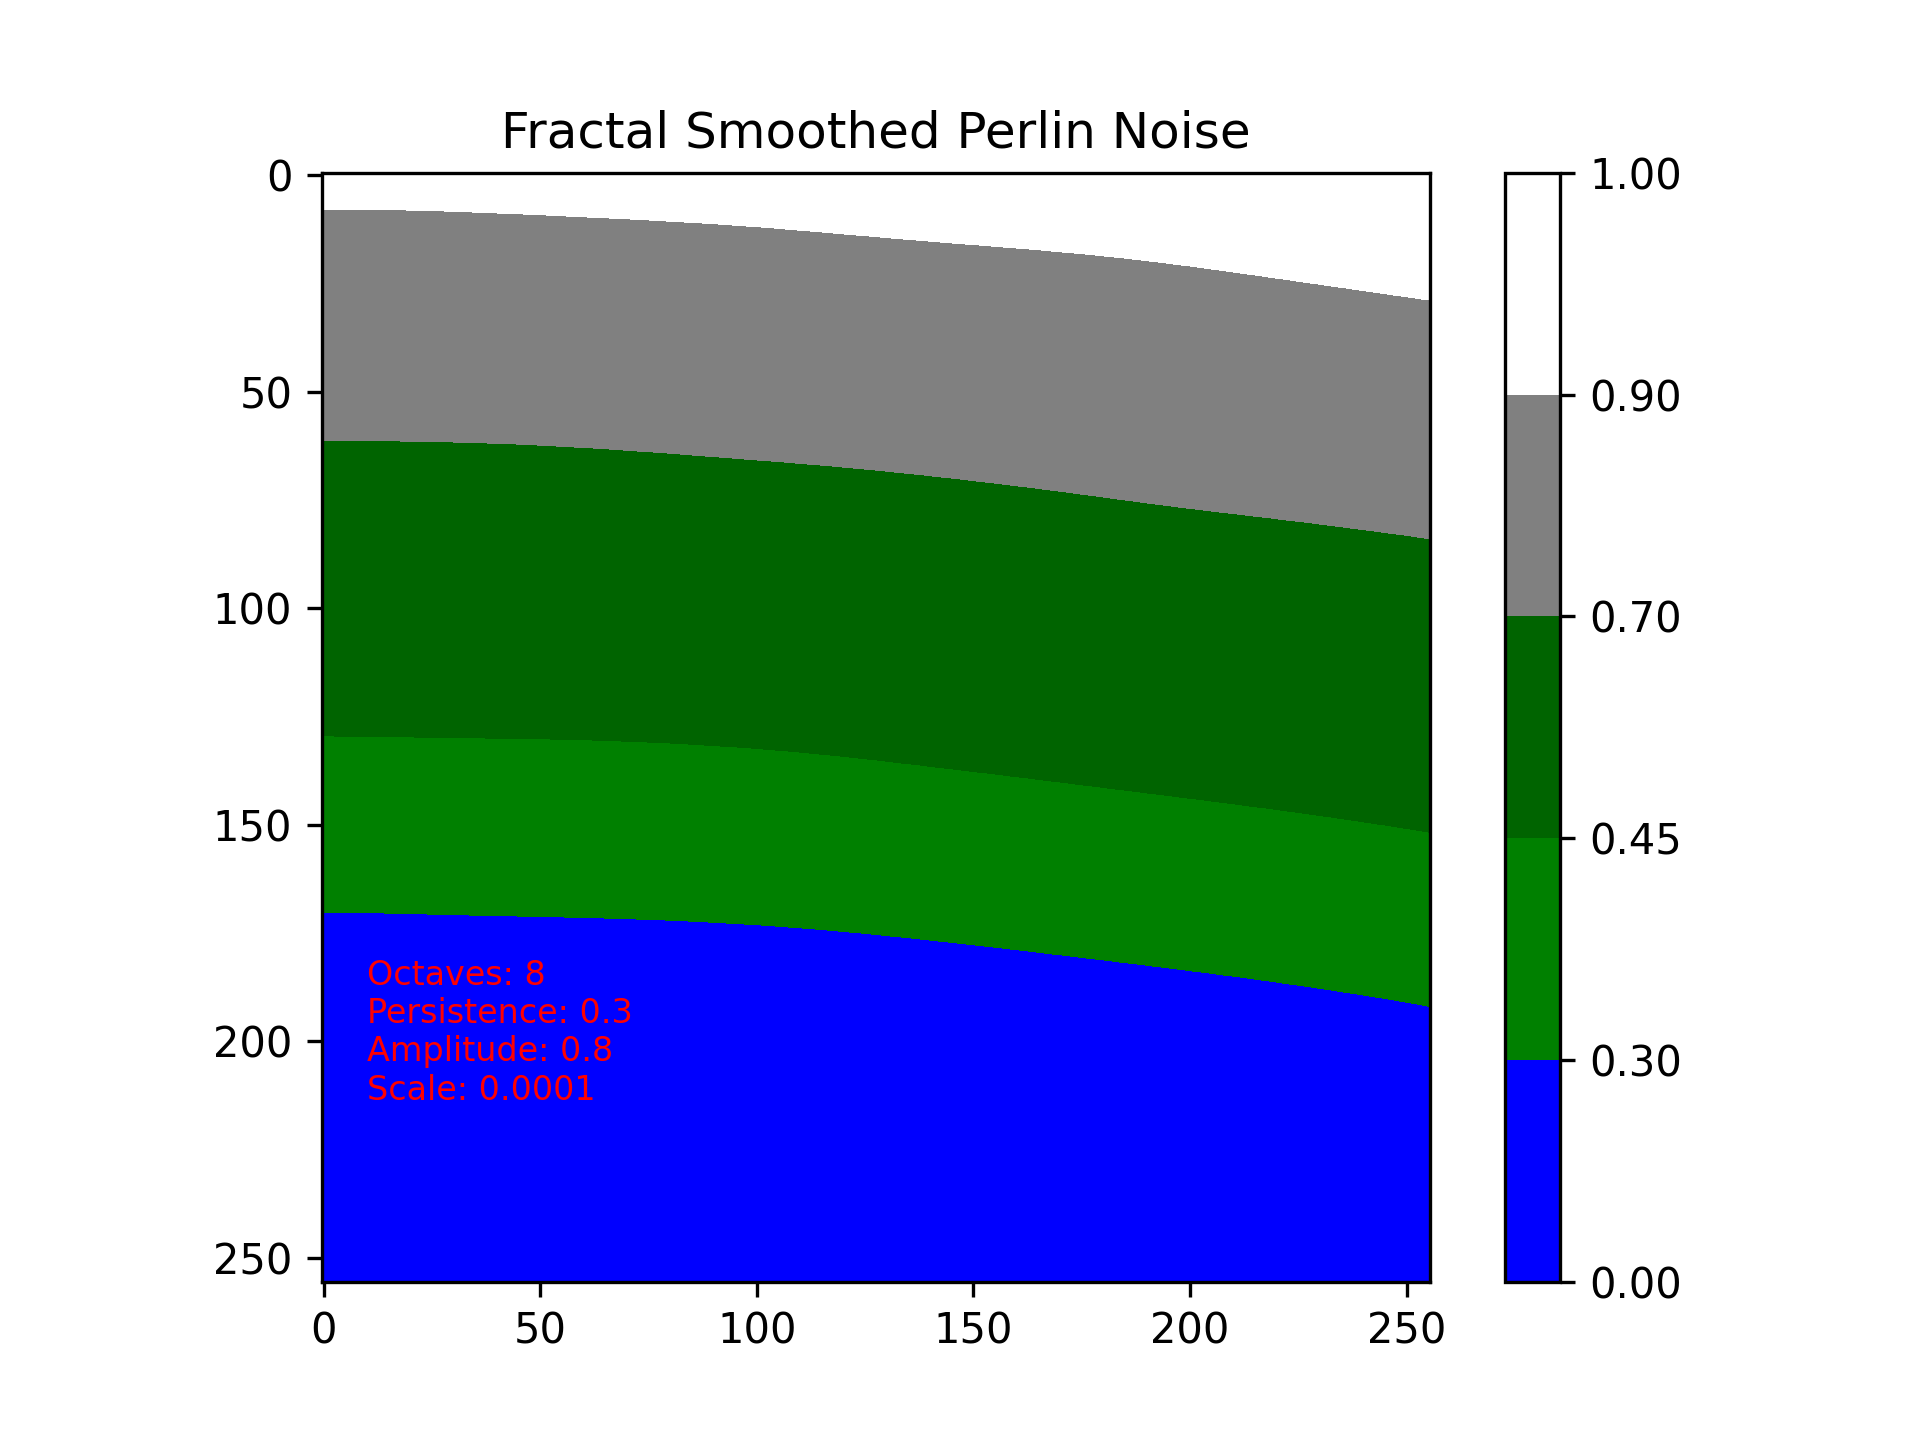 Fractal Smoothed Perlin Noise
0
50
100
150
200
250
Octaves: 8
Persistence: 0.3
Amplitude: 0.8
Scale: 0.0001
0 50 100 150 200 250
1.00
0.90
0.70
0.45
0.30
0.00